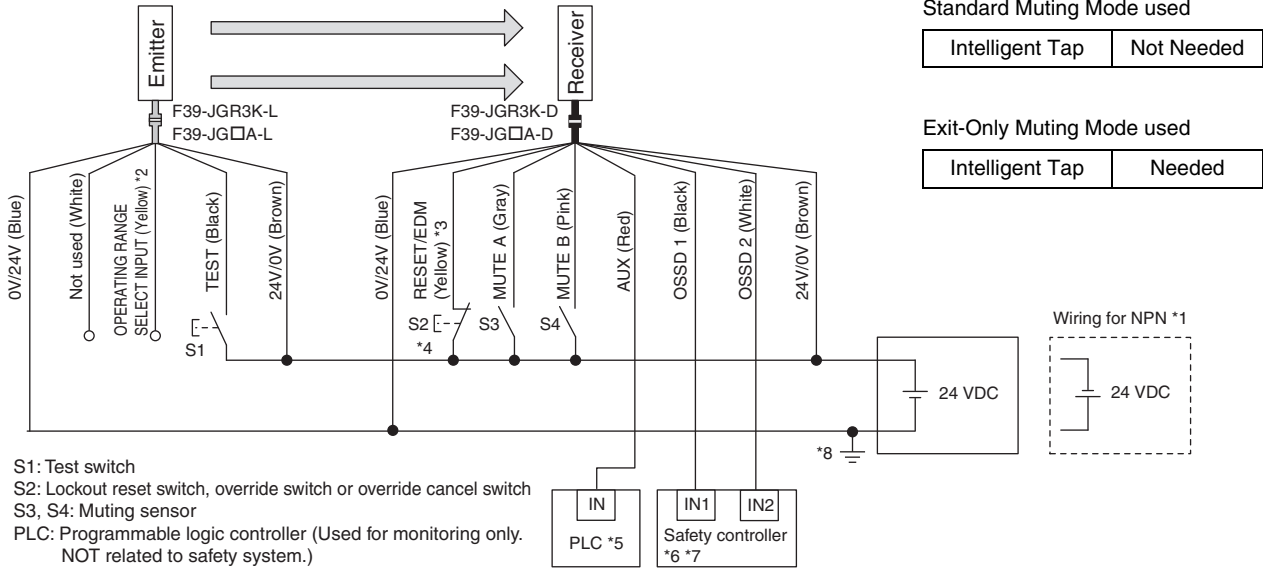 Standard Muting Mode used
Intelligent Tap Not Needed
Exit-Only Muting Mode used
Intelligent Tap Needed
Emitter
Receiver
F39-JGR3K-L
F39-JG□A-L
F39-JGR3K-D
F39-JG□A-D
0V/24V (Blue)
Not used (White)
OPERATING RANGE
SELECT INPUT (Yellow) *2
TEST (Black)
24V/0V (Brown)
0V/24V (Blue)
RESET/EDM
(Yellow) *3
MUTE A (Gray)
MUTE B (Pink)
AUX (Red)
OSSD 1 (Black)
OSSD 2 (White)
24V/0V (Brown)
S1
S2
*4
S3
S4
24 VDC
Wiring for NPN *1
24 VDC
*8
S1: Test switch
S2: Lockout reset switch, override switch or override cancel switch
S3, S4: Muting sensor
PLC: Programmable logic controller (Used for monitoring only.
NOT related to safety system.)
IN
PLC *5
IN1
IN2
Safety controller
*6 *7